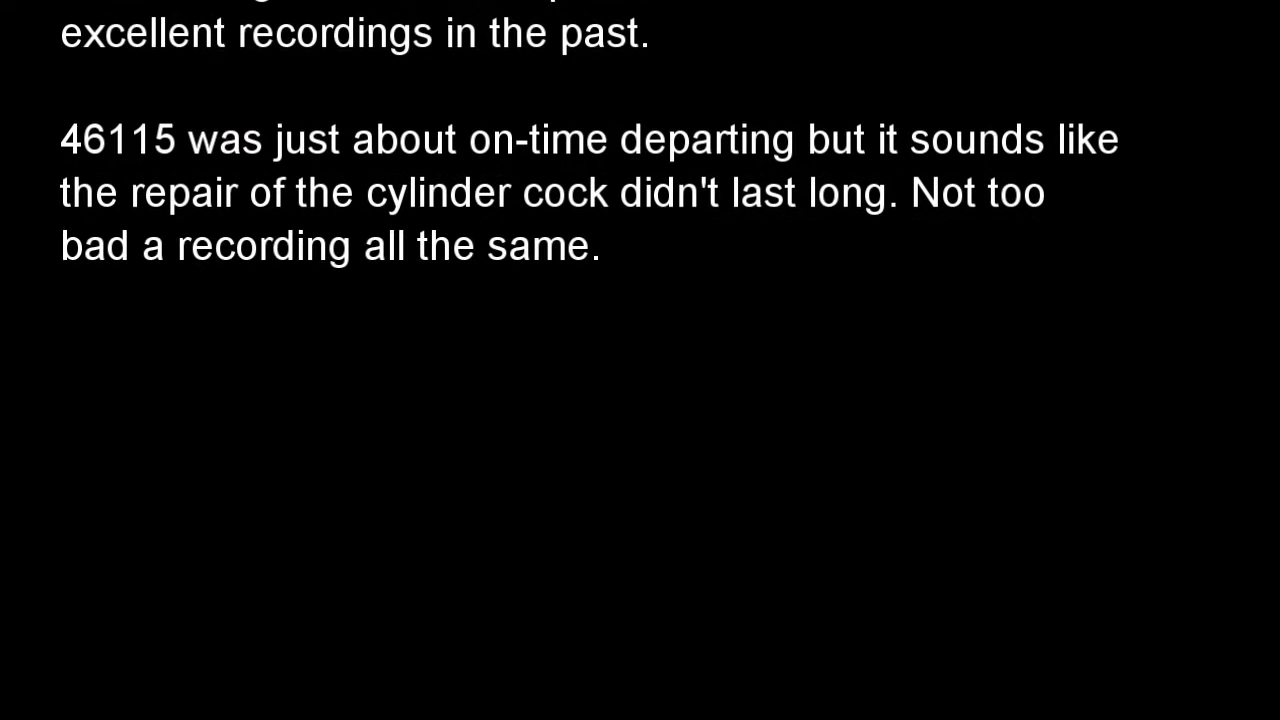 excellent recordings in the past.
46115 was just about on-time departing but it sounds like
the repair of the cylinder cock didn't last long. Not too
bad a recording all the same.